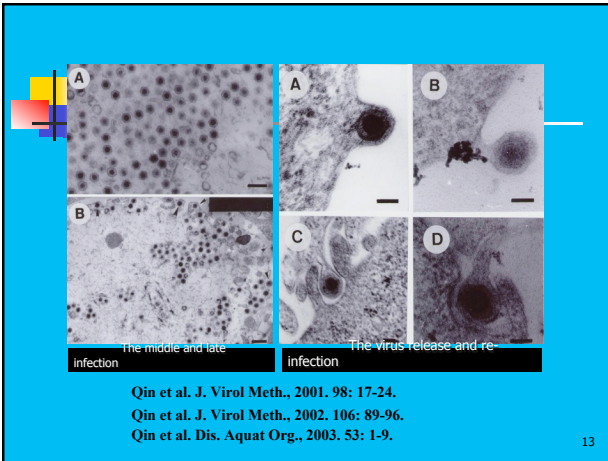 A
B
The middle and late
infection
A
B
C
D
The virus release and re-
infection
Qin et al. J. Virol Meth., 2001. 98: 17-24.
Qin et al. J. Virol Meth., 2002. 106: 89-96.
Qin et al. Dis. Aquat Org., 2003. 53: 1-9.
13